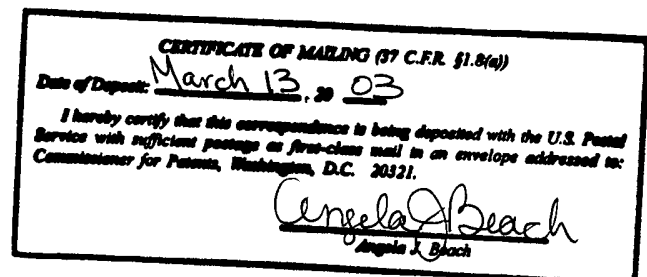 CERTIFICATE OF MAILING (37 C.F.R. §1.8(a))
Date of Deposit: March 13, 20 03
I hereby certify that this correspondence is being deposited with the U.S. Postal
Service with sufficient postage as first-class mail in an envelope addressed to:
Commissioner for Patents, Washington, D.C. 20321.
Angela J Beach
Angela J. Beach